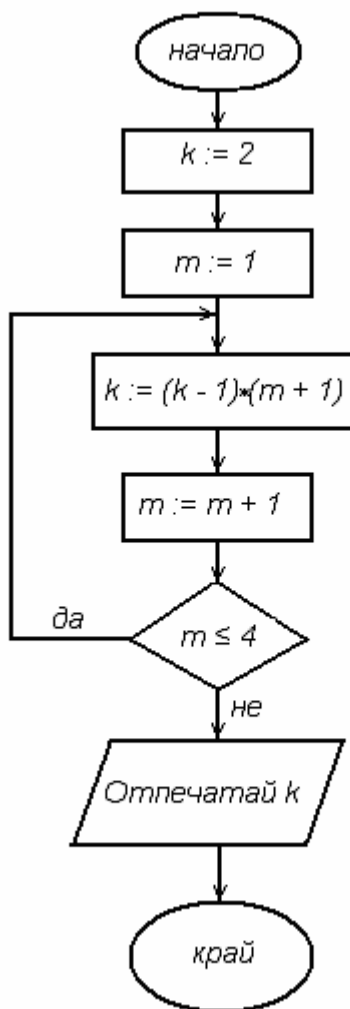 начало
k := 2
m := 1
k := (k - 1)*(m + 1)
m := m + 1
m ≤ 4
да
не
Отпечатай k
край